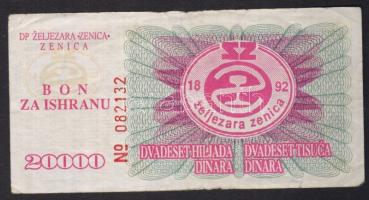 DP ŽELJEZARA •ZENICA•
ZENICA
BON
ZA ISHRANU
20000
№ 082132
18 92
željezara zenica
DVADESET HILJADA DVADESET TISUĆA
DINARA DINARA